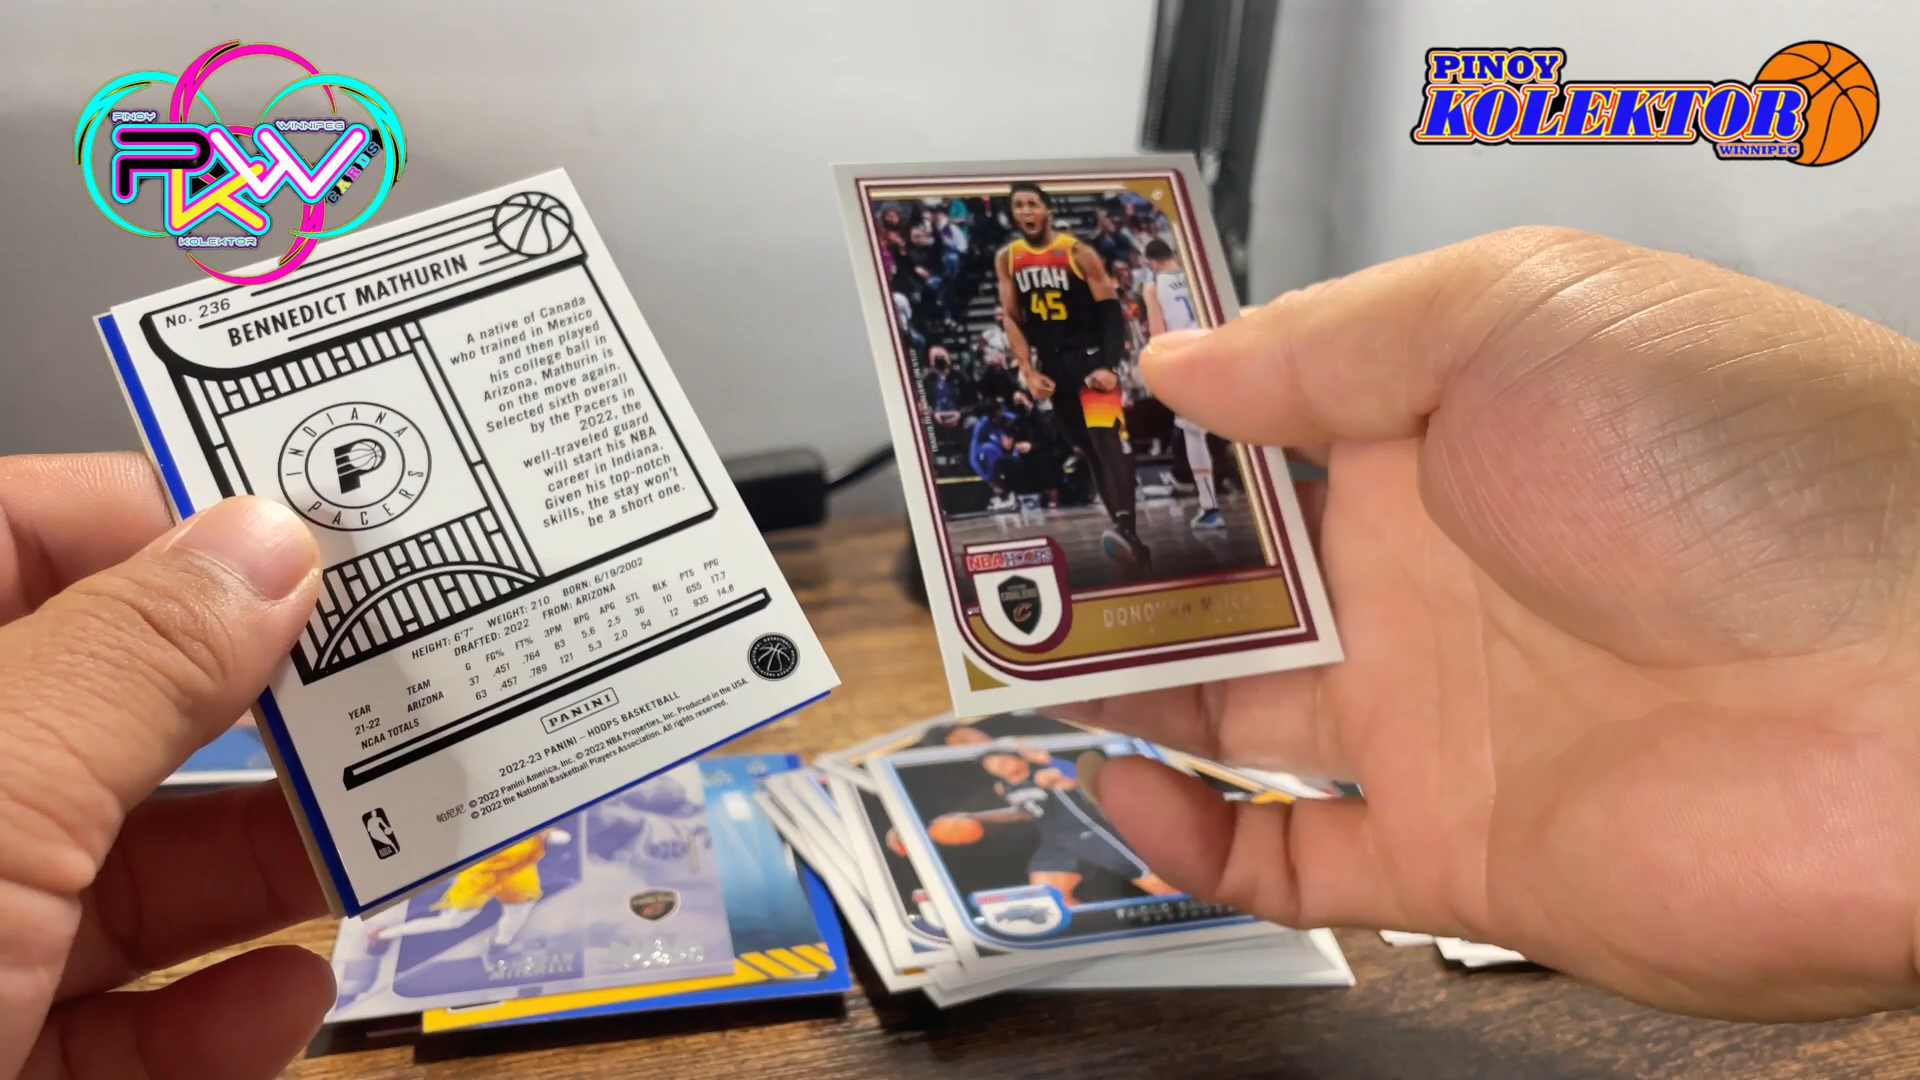 PINOY
WINNIPEG
PKW
CARDS
KOLEKTOR
PINOY
KOLEKTOR
WINNIPEG
No. 236
BENNEDICT MATHURIN
INDIANA
PACERS
A native of Canada
who trained in Mexico
and then played
his college ball in
Arizona, Mathurin is
on the move again.
Selected sixth overall
by the Pacers in
2022, the
well-traveled guard
will start his NBA
career in Indiana.
Given his top-notch
skills, the stay won't
be a short one.
HEIGHT: 6'7" WEIGHT: 210 BORN: 6/19/2002
DRAFTED: 2022 FROM: ARIZONA
YEAR TEAM G FG% FT% 3PM RPG APG STL BLK PTS PPG
21-22 ARIZONA 37 .451 .764 83 5.6 2.5 36 10 655 17.7
NCAA TOTALS 63 .457 .789 121 5.3 2.0 54 12 935 14.8
PANINI
2022-23 PANINI – HOOPS BASKETBALL
帕尼尼 © 2022 Panini America, Inc. © 2022 NBA Properties, Inc. Produced in the USA.
© 2022 the National Basketball Players Association. All rights reserved.
NBA
UTAH
45
NBA HOOPS
DONOVAN